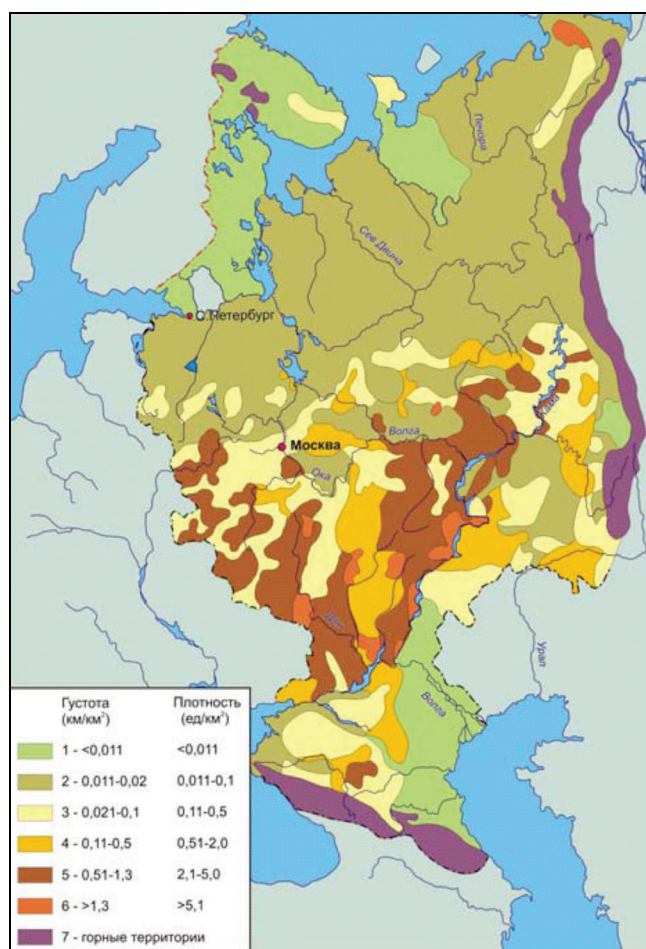 Печора
Сев.Двина
С.Петербург
Кама
Волга
Москва
Ока
Дон
Урал
Волга
Густота Плотность
(км/км²) (ед/км²)
1 - <0,011 <0,011
2 - 0,011-0,02 0,011-0,1
3 - 0,021-0,1 0,11-0,5
4 - 0,11-0,5 0,51-2,0
5 - 0,51-1,3 2,1-5,0
6 - >1,3 >5,1
7 - горные территории